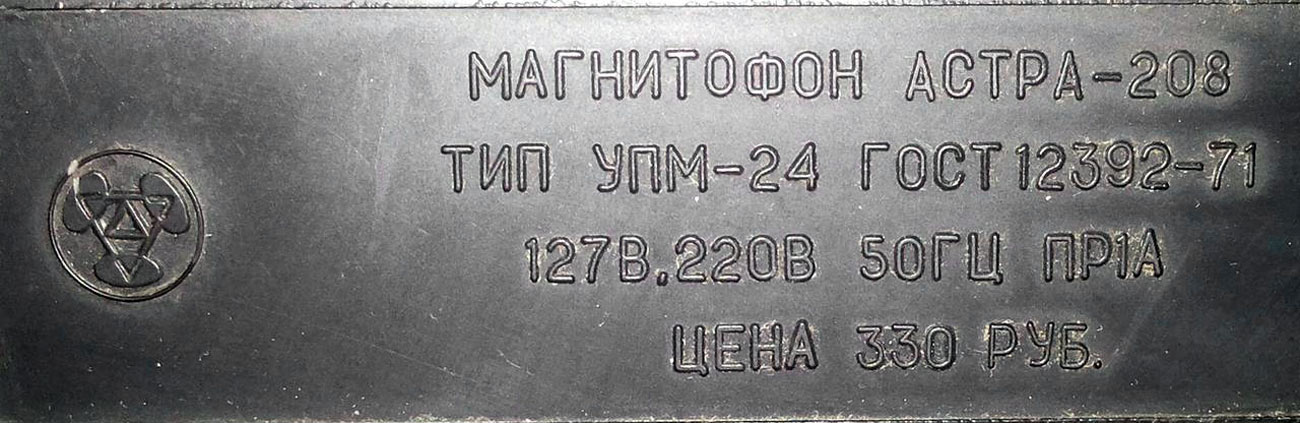 МАГНИТОФОН АСТРА-208
ТИП УПМ-24 ГОСТ 12392-71
127В,220В 50ГЦ ПР1А
ЦЕНА 330 РУБ.